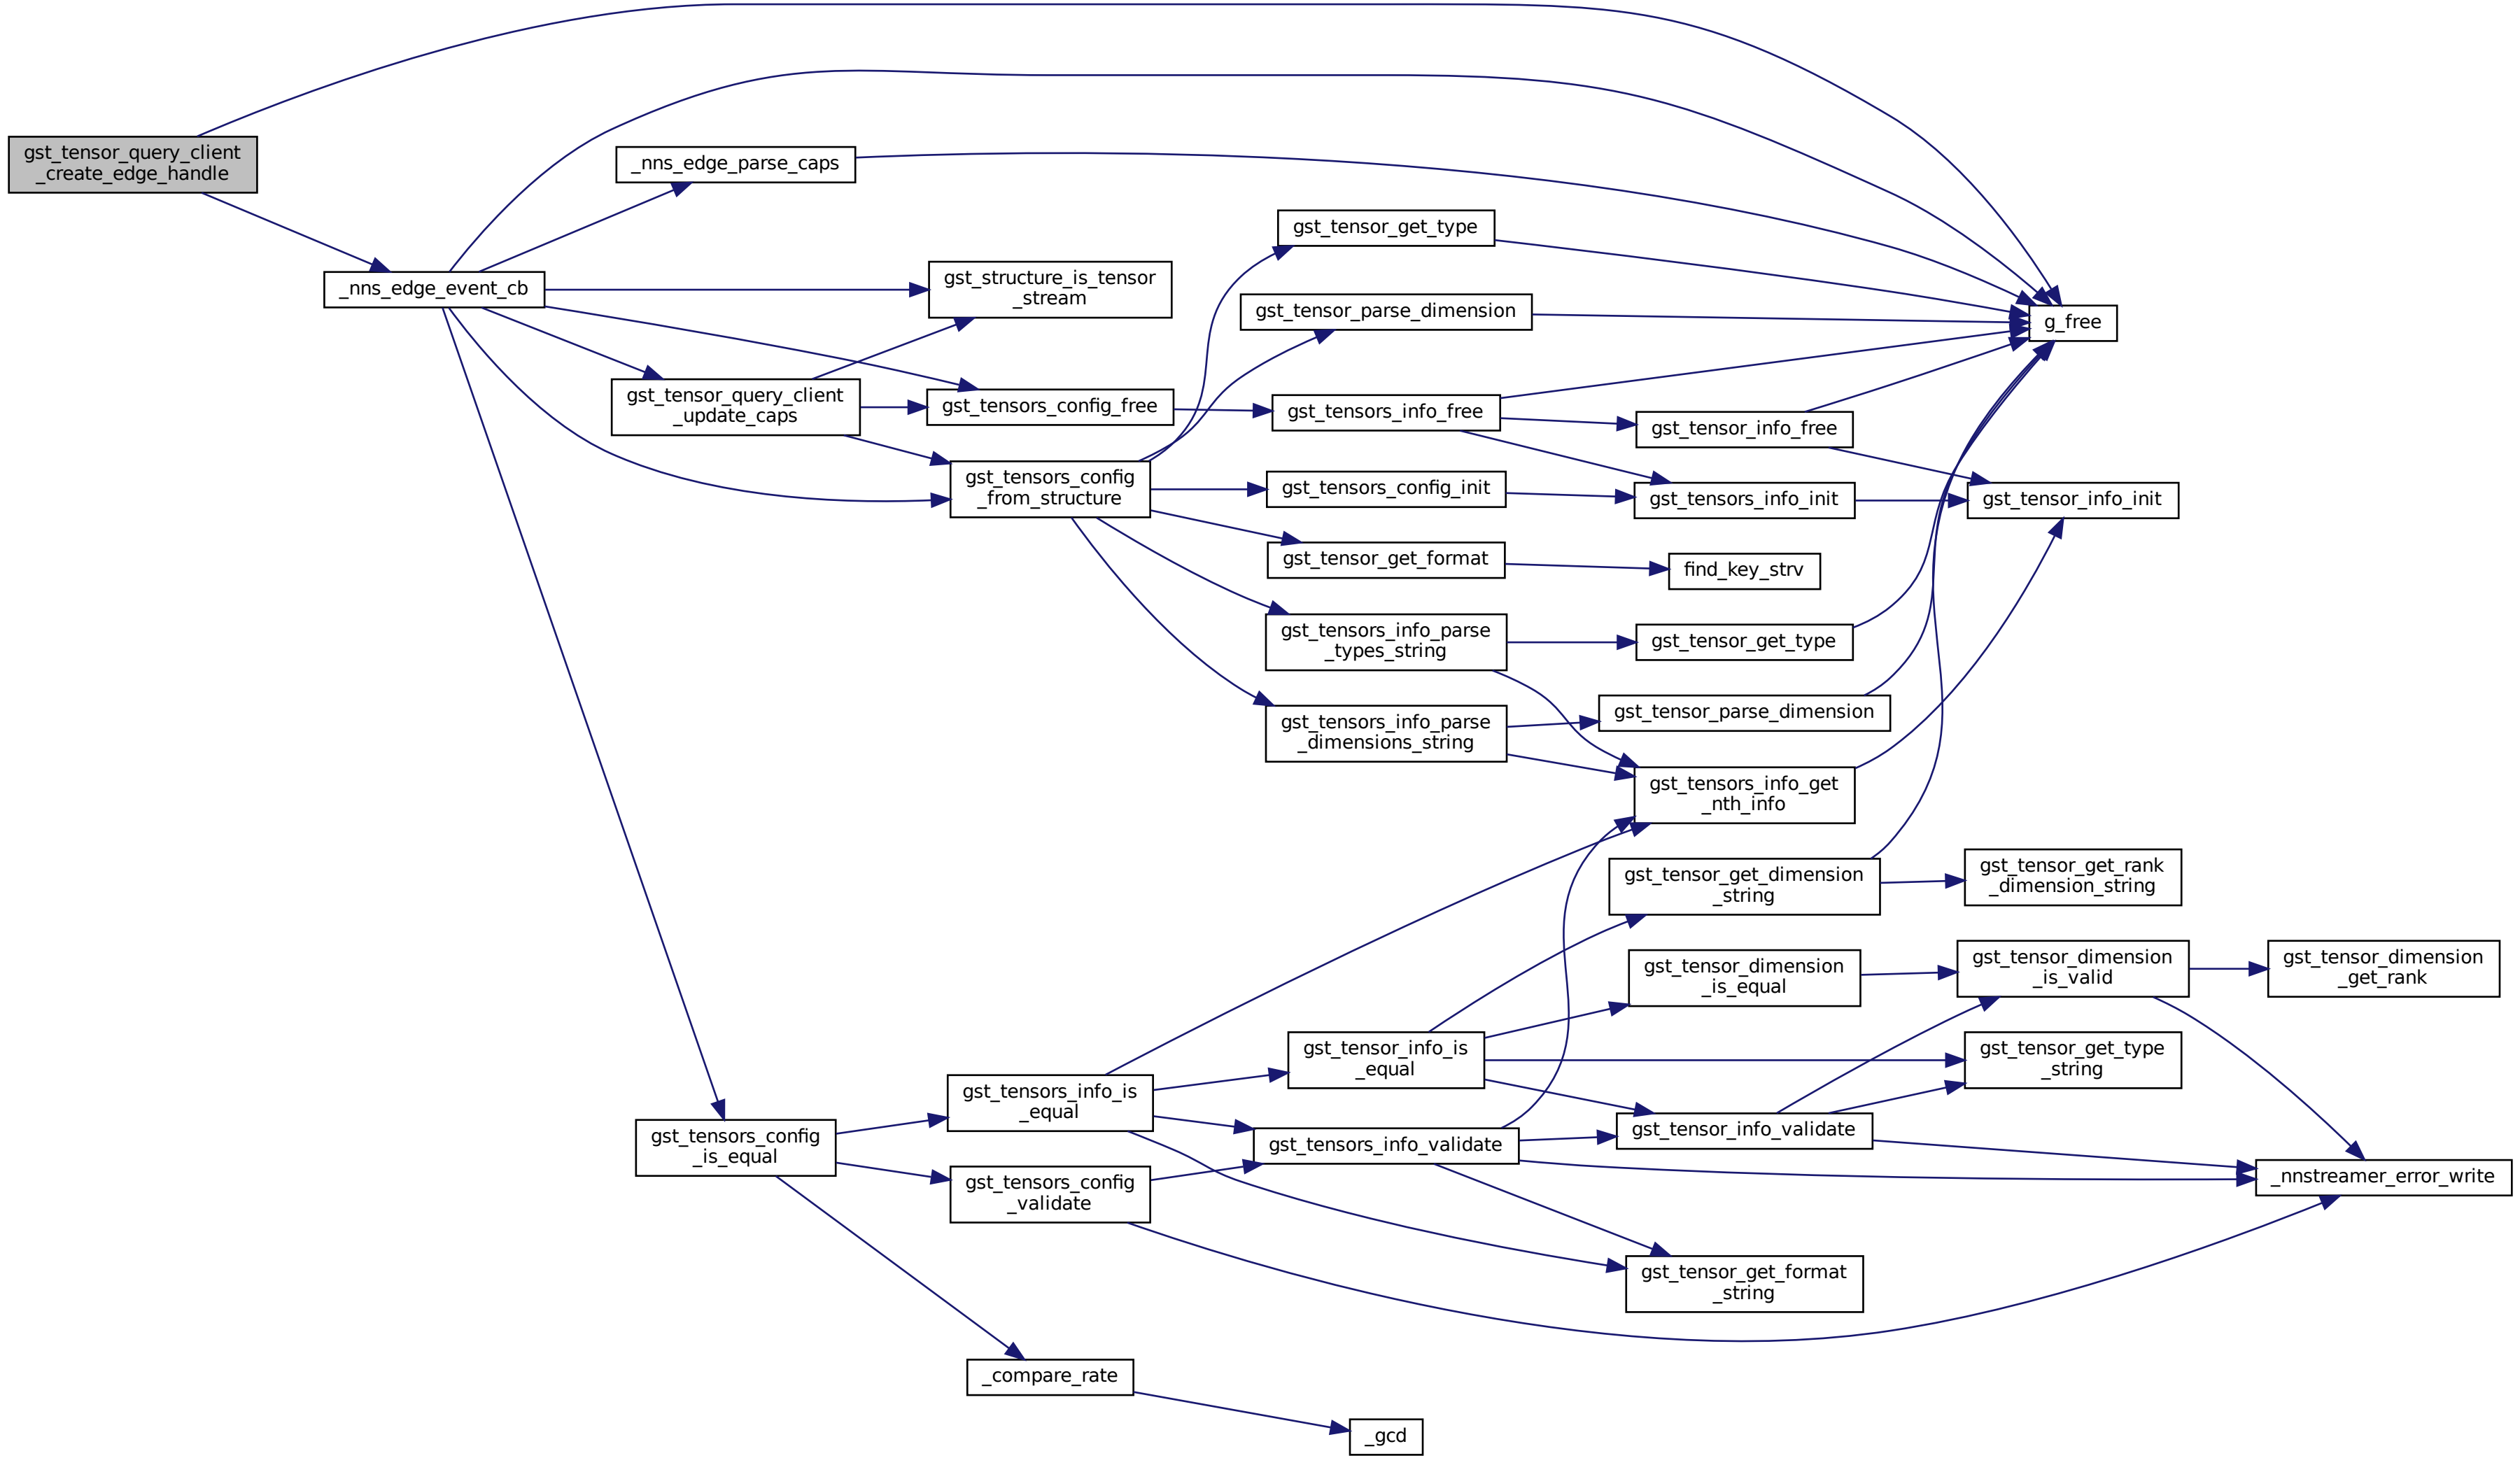 gst_tensor_query_client
_create_edge_handle
_nns_edge_event_cb
_nns_edge_parse_caps
gst_structure_is_tensor
_stream
gst_tensor_query_client
_update_caps
gst_tensors_config_free
gst_tensors_config
_from_structure
gst_tensor_get_type
gst_tensor_parse_dimension
g_free
gst_tensors_info_free
gst_tensor_info_free
gst_tensors_config_init
gst_tensors_info_init
gst_tensor_info_init
gst_tensor_get_format
find_key_strv
gst_tensors_info_parse
_types_string
gst_tensor_get_type
gst_tensors_info_parse
_dimensions_string
gst_tensor_parse_dimension
gst_tensors_info_get
_nth_info
gst_tensor_get_dimension
_string
gst_tensor_get_rank
_dimension_string
gst_tensor_dimension
_is_equal
gst_tensor_dimension
_is_valid
gst_tensor_dimension
_get_rank
gst_tensor_info_is
_equal
gst_tensor_get_type
_string
gst_tensors_info_is
_equal
gst_tensors_info_validate
gst_tensor_info_validate
gst_tensors_config
_is_equal
gst_tensors_config
_validate
_nnstreamer_error_write
gst_tensor_get_format
_string
_compare_rate
_gcd